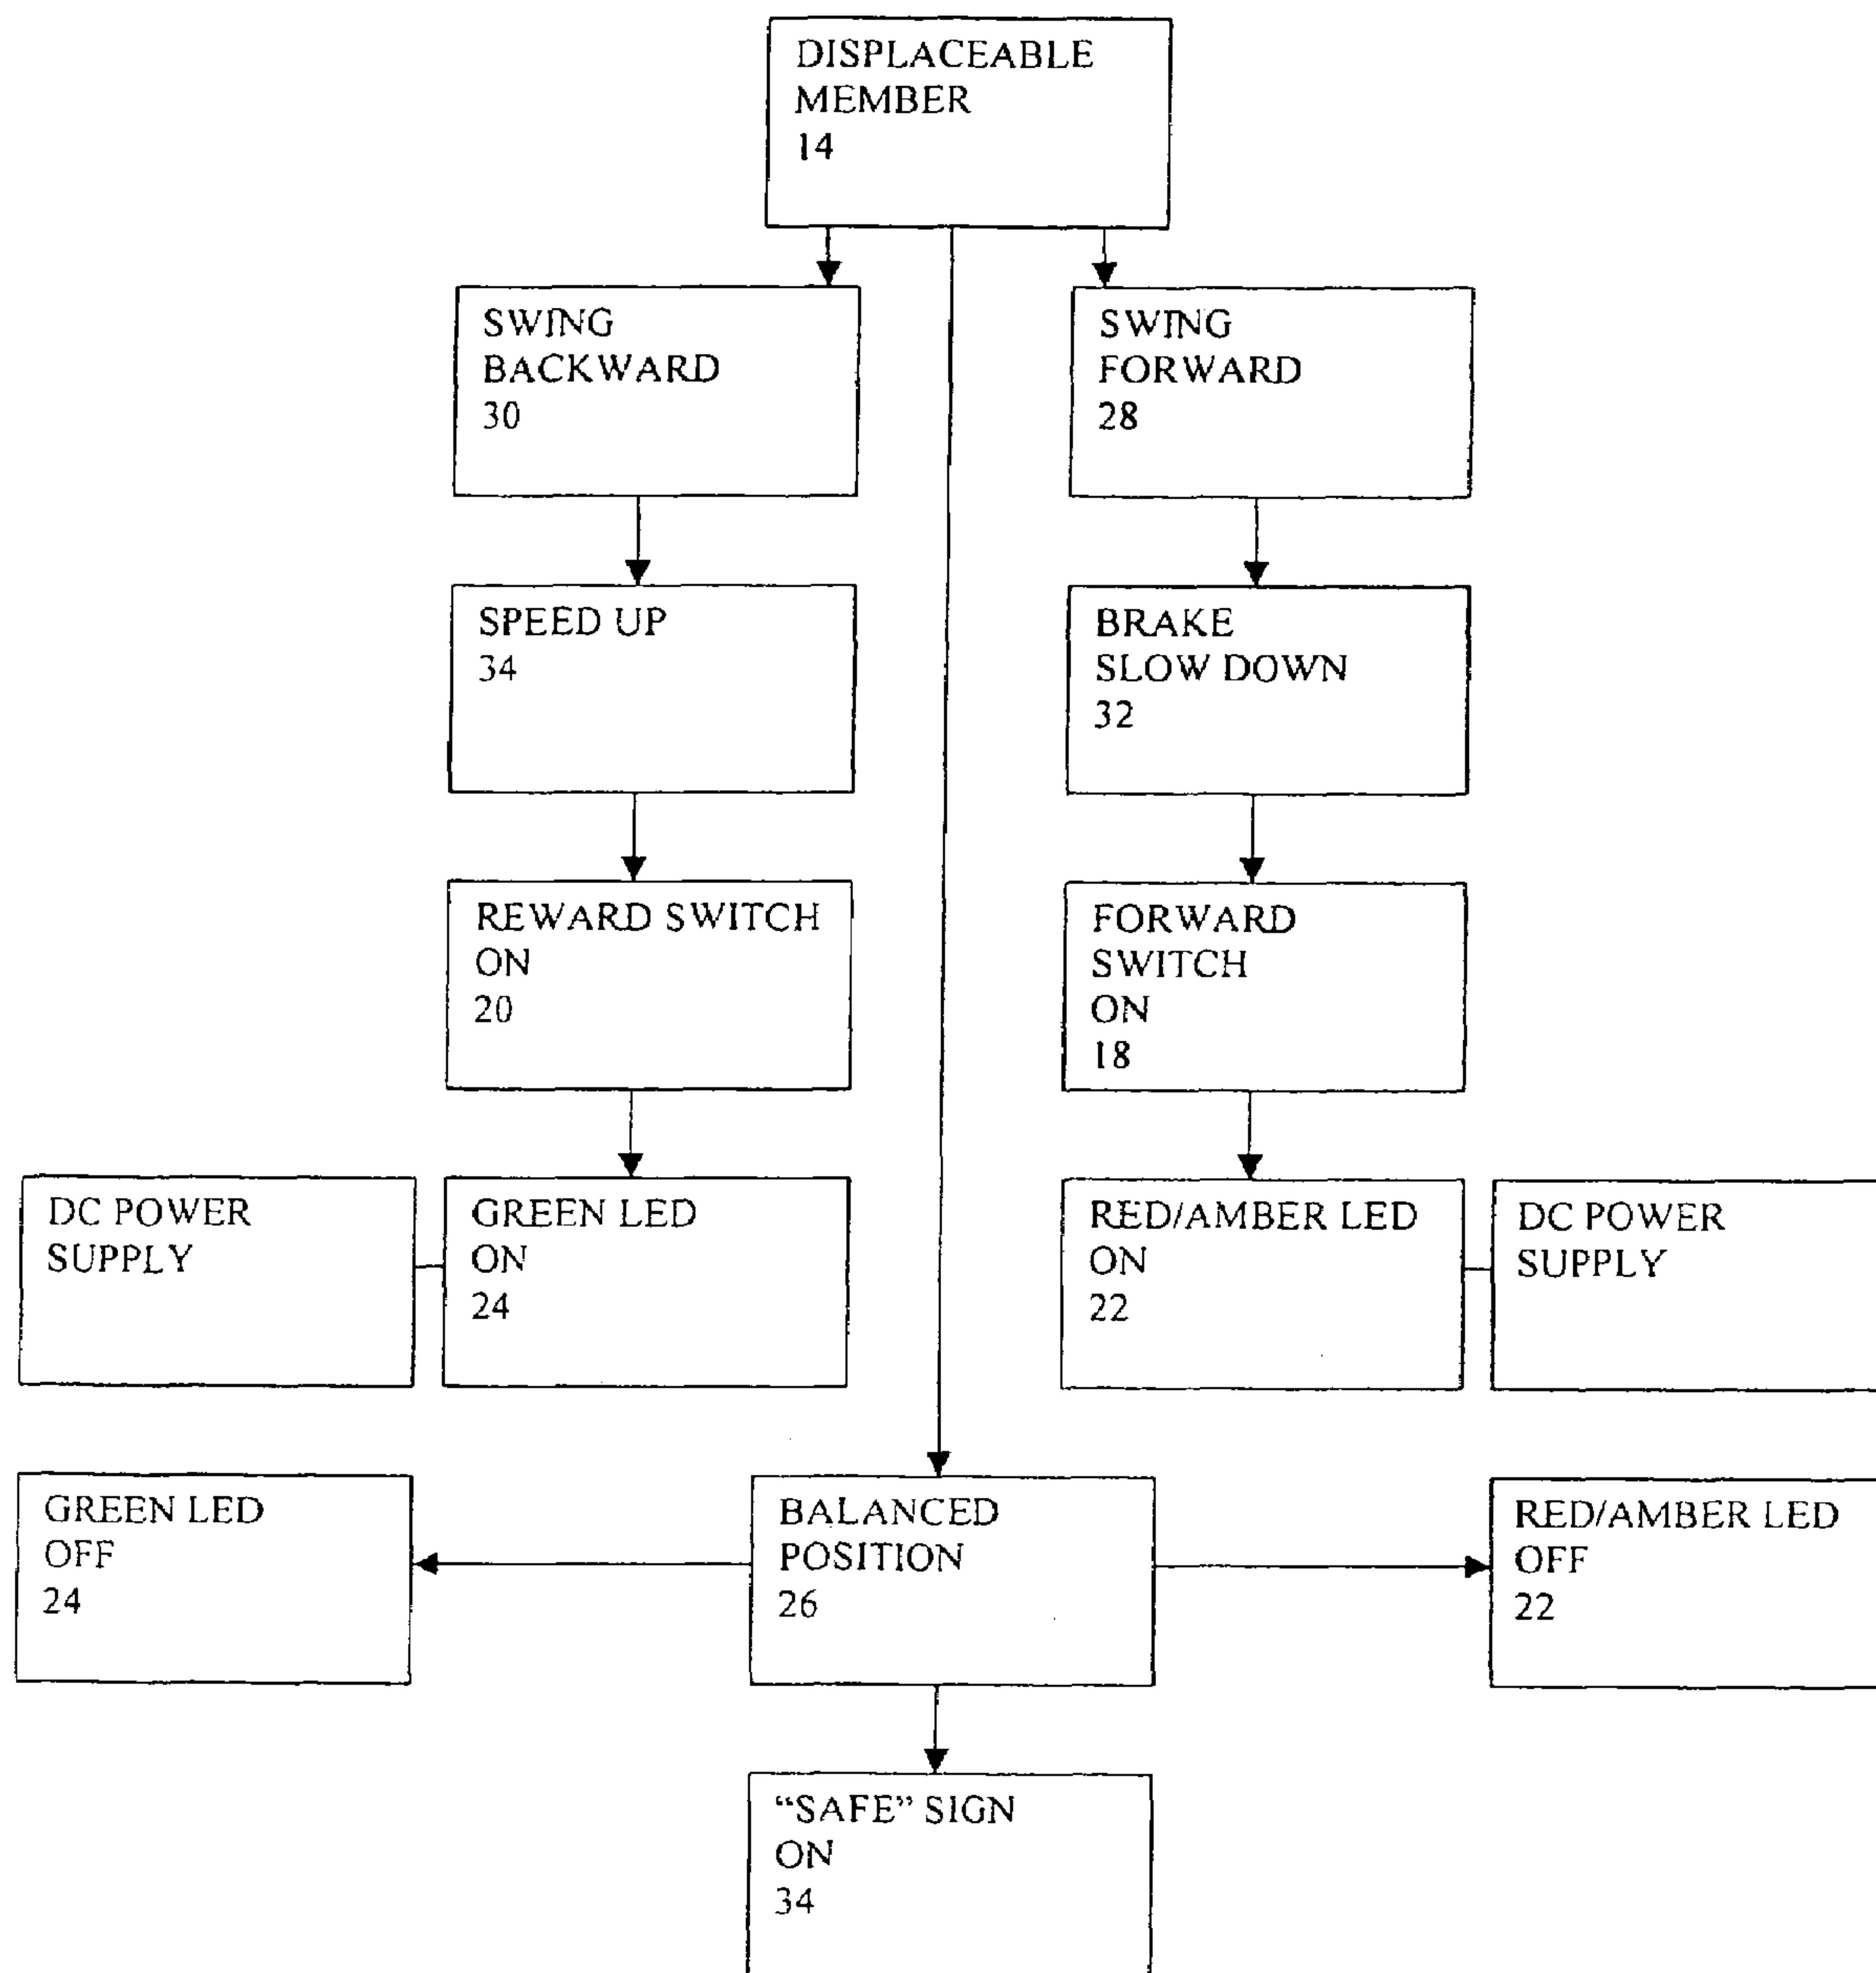 DISPLACEABLE
MEMBER
14
SWING
BACKWARD
30
SWING
FORWARD
28
SPEED UP
34
BRAKE
SLOW DOWN
32
REWARD SWITCH
ON
20
FORWARD
SWITCH
ON
18
DC POWER
SUPPLY
GREEN LED
ON
24
RED/AMBER LED
ON
22
DC POWER
SUPPLY
GREEN LED
OFF
24
BALANCED
POSITION
26
RED/AMBER LED
OFF
22
“SAFE” SIGN
ON
34